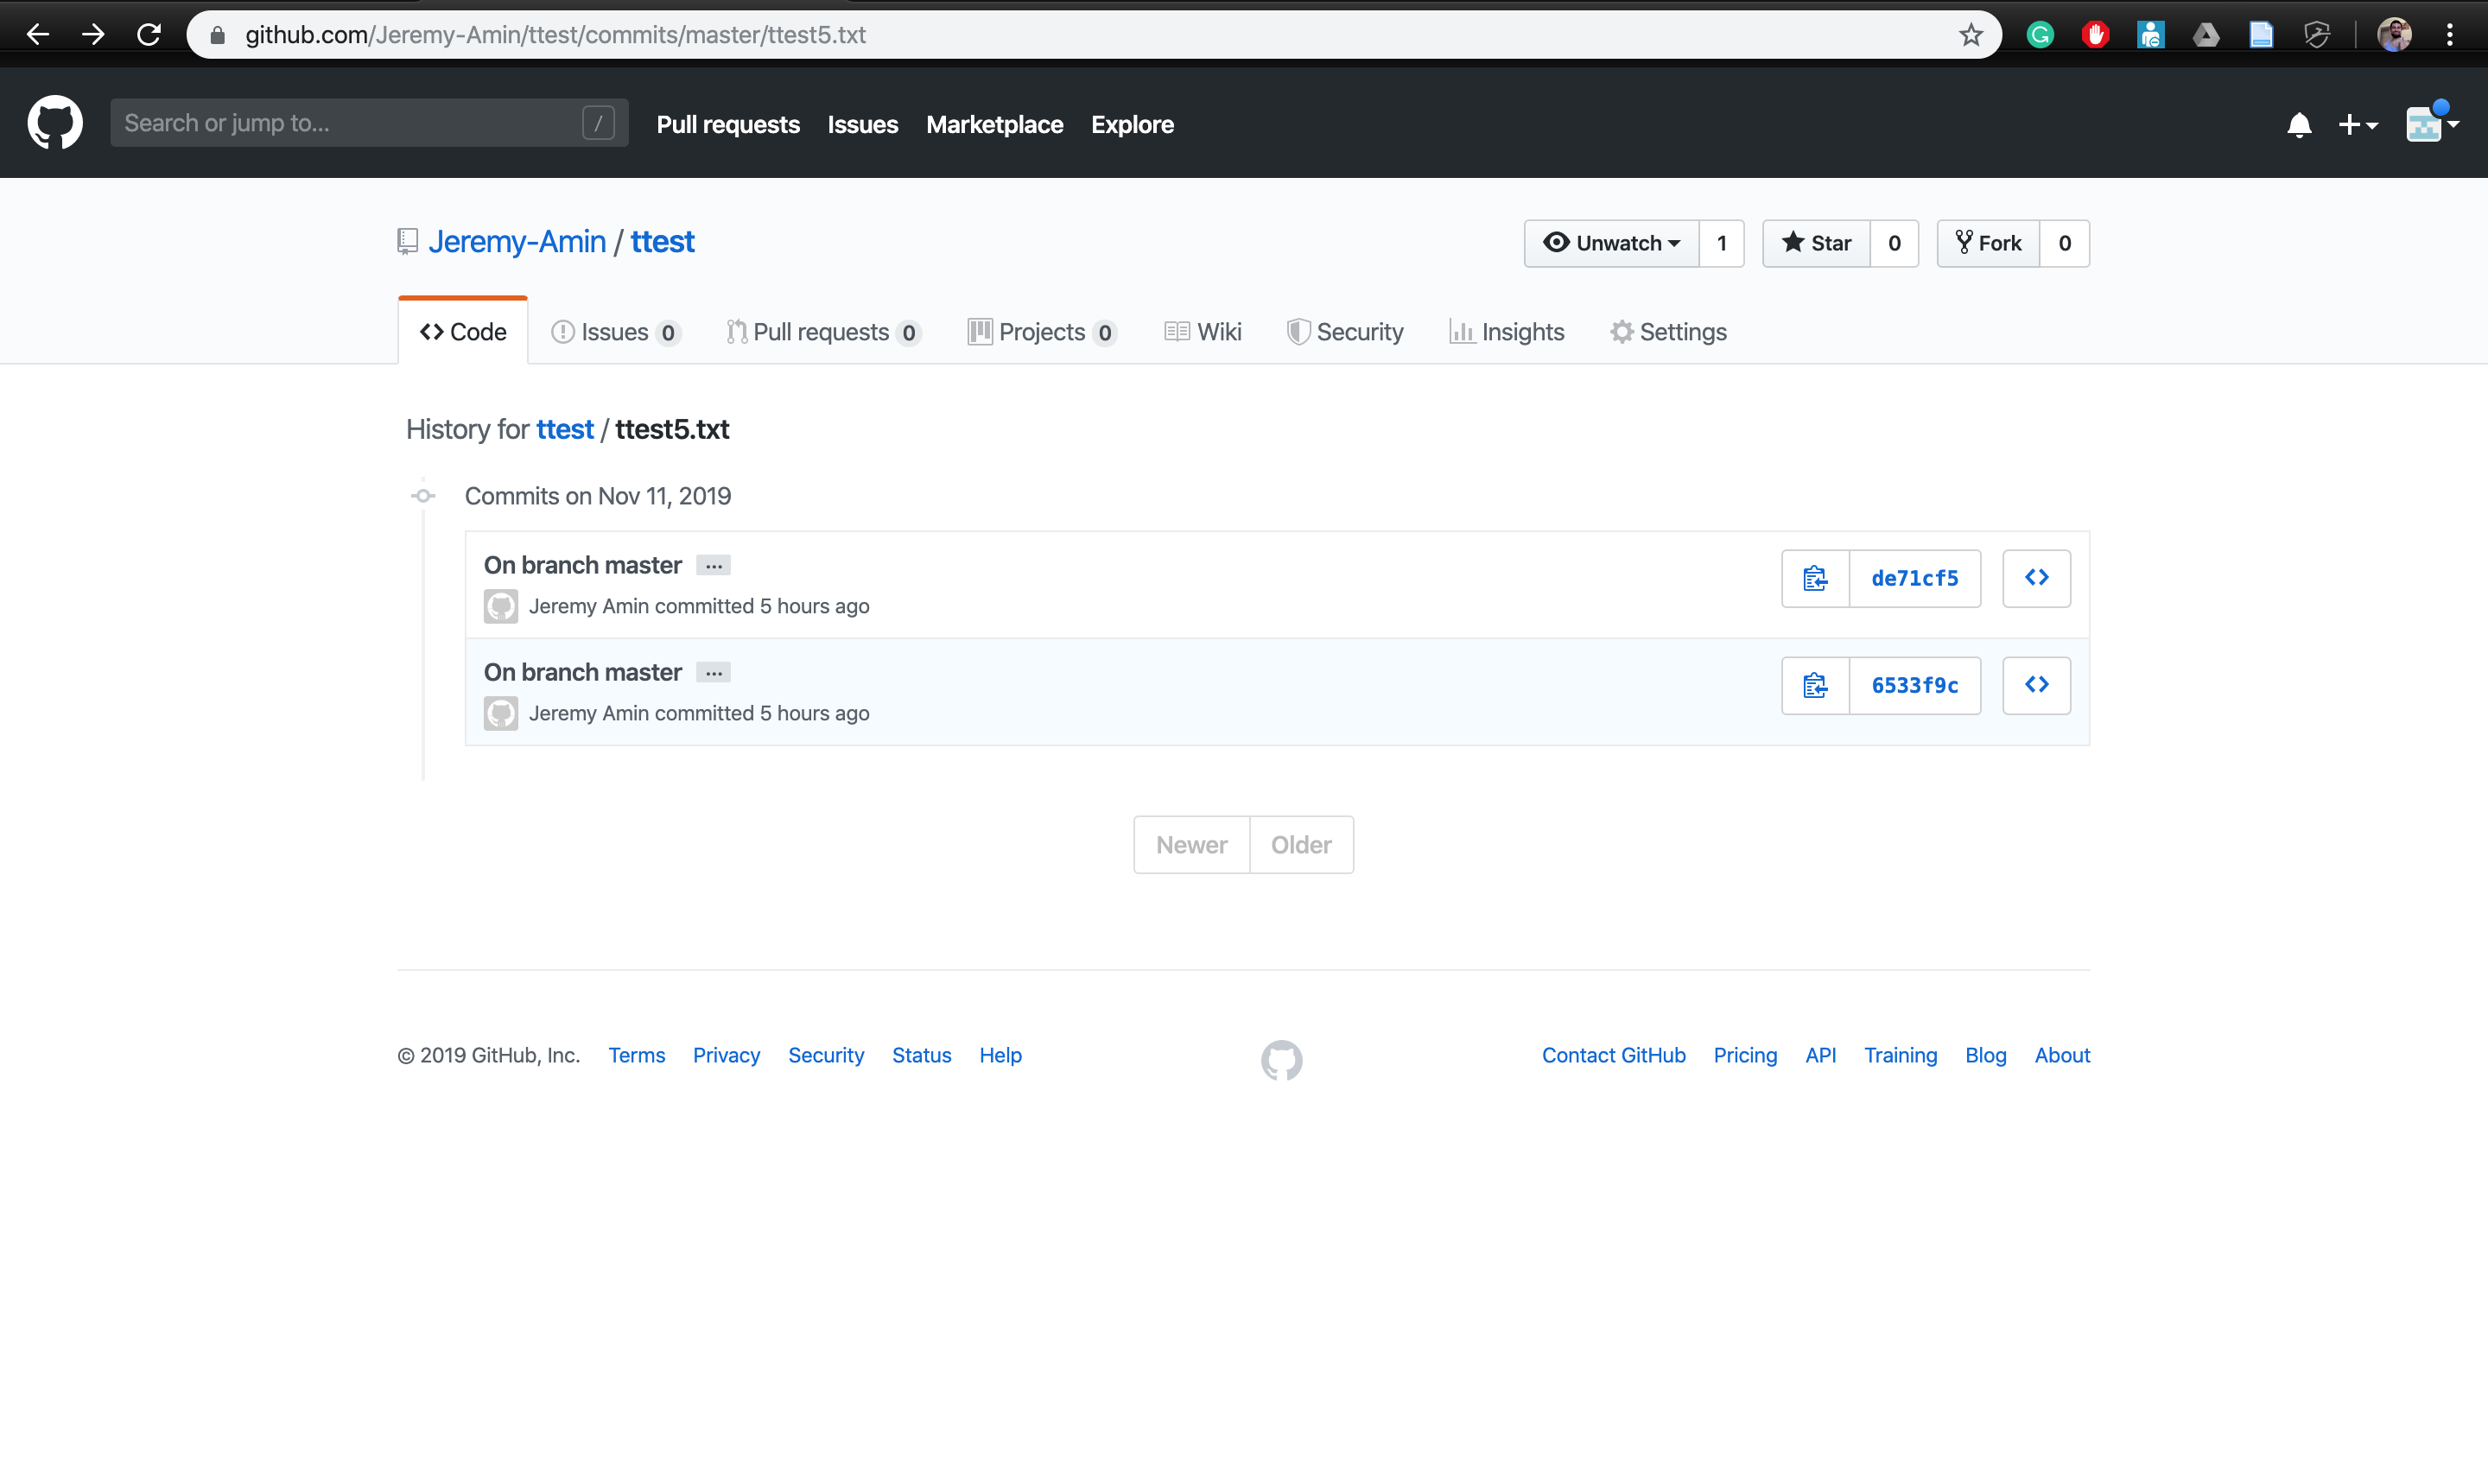 github.com/Jeremy-Amin/ttest/commits/master/ttest5.txt
Search or jump to... / Pull requests Issues Marketplace Explore
Jeremy-Amin / ttest Unwatch 1 Star 0 Fork 0
Code Issues 0 Pull requests 0 Projects 0 Wiki Security Insights Settings
History for ttest / ttest5.txt
Commits on Nov 11, 2019
On branch master ...
Jeremy Amin committed 5 hours ago de71cf5
On branch master ...
Jeremy Amin committed 5 hours ago 6533f9c
Newer Older
© 2019 GitHub, Inc. Terms Privacy Security Status Help Contact GitHub Pricing API Training Blog About